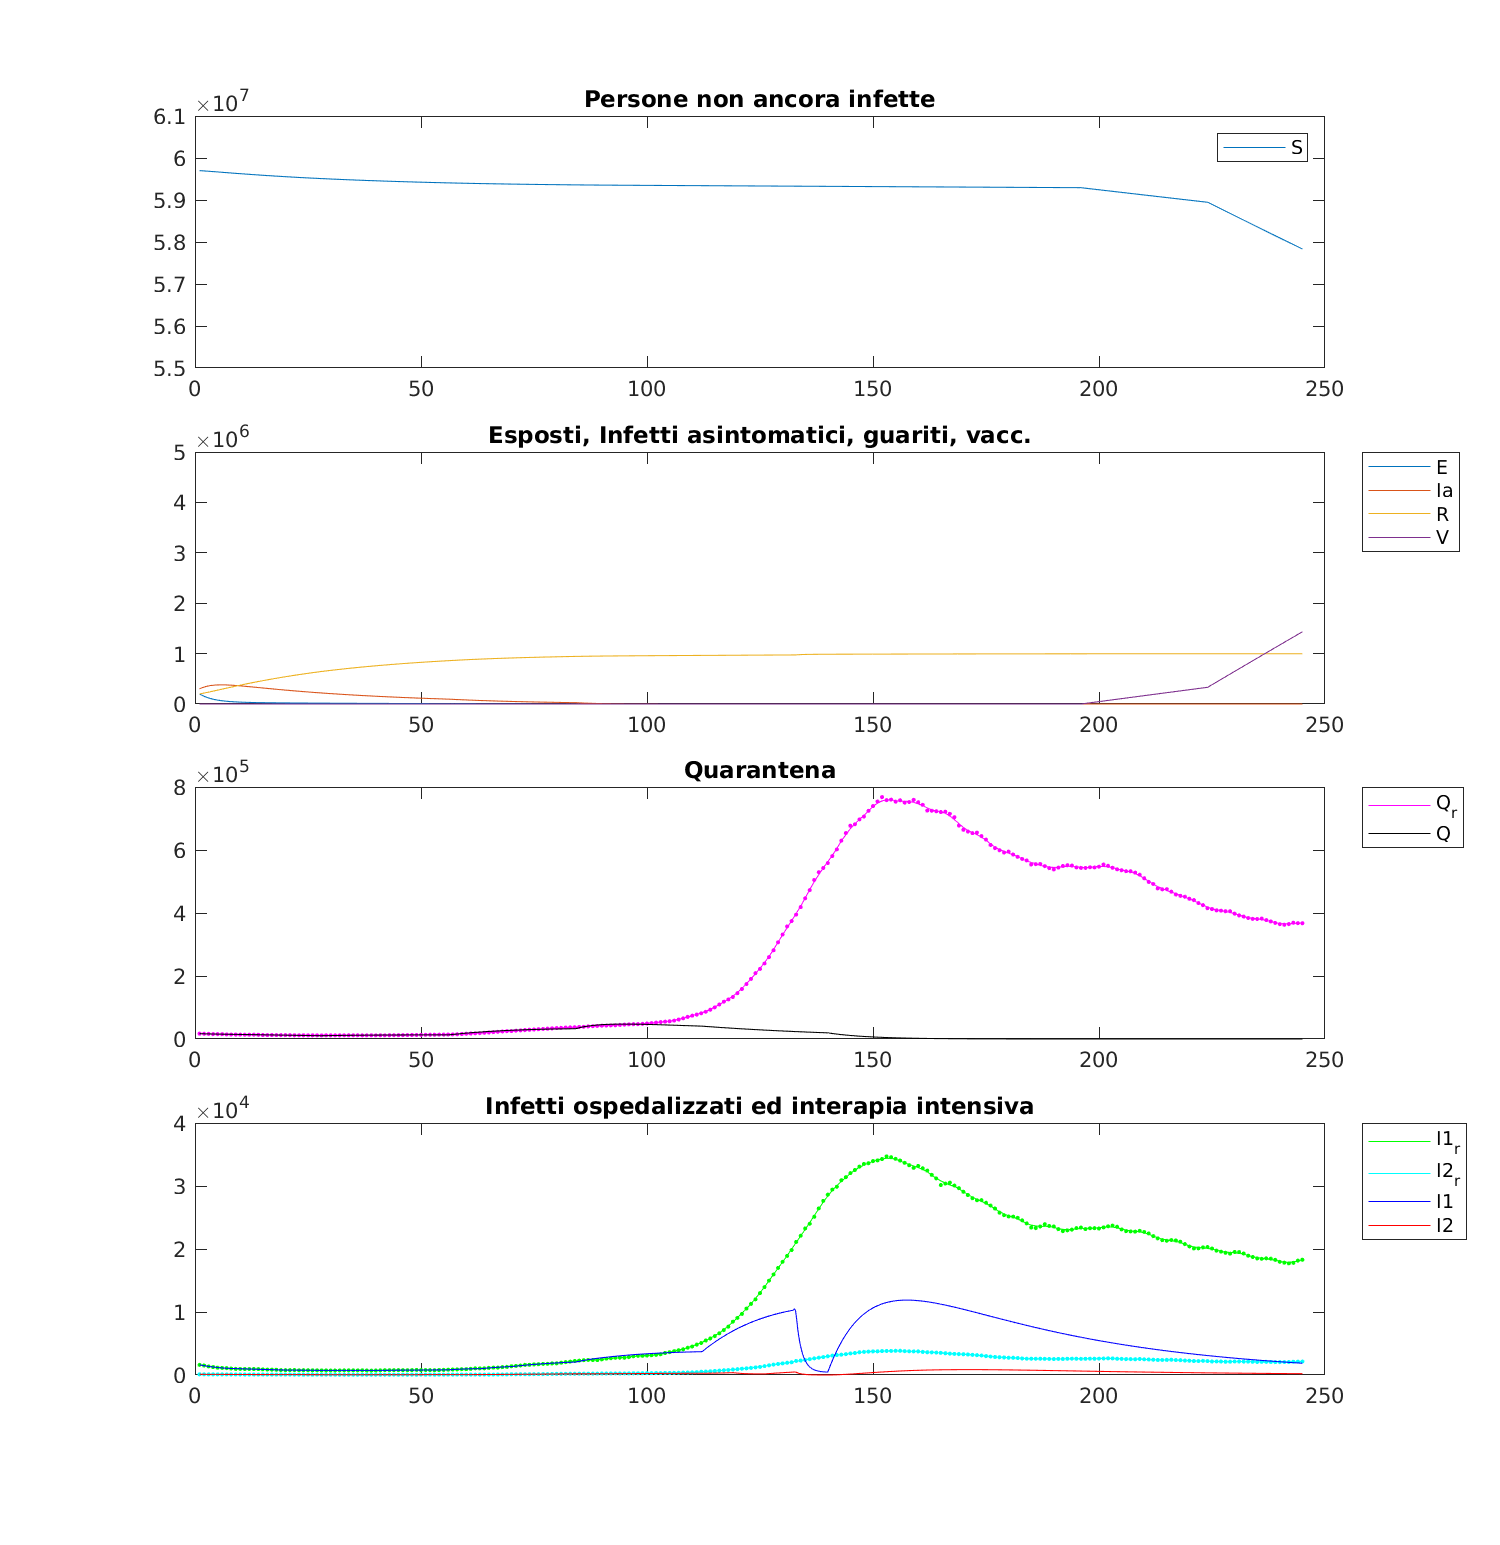 Persone non ancora infette
×10^7
6.1
6
5.9
5.8
5.7
5.6
5.5
0 50 100 150 200 250
S
Esposti, Infetti asintomatici, guariti, vacc.
×10^6
5
4
3
2
1
0
0 50 100 150 200 250
E
Ia
R
V
Quarantena
×10^5
8
6
4
2
0
0 50 100 150 200 250
Q_r
Q
Infetti ospedalizzati ed interapia intensiva
×10^4
4
3
2
1
0
0 50 100 150 200 250
I1_r
I2_r
I1
I2